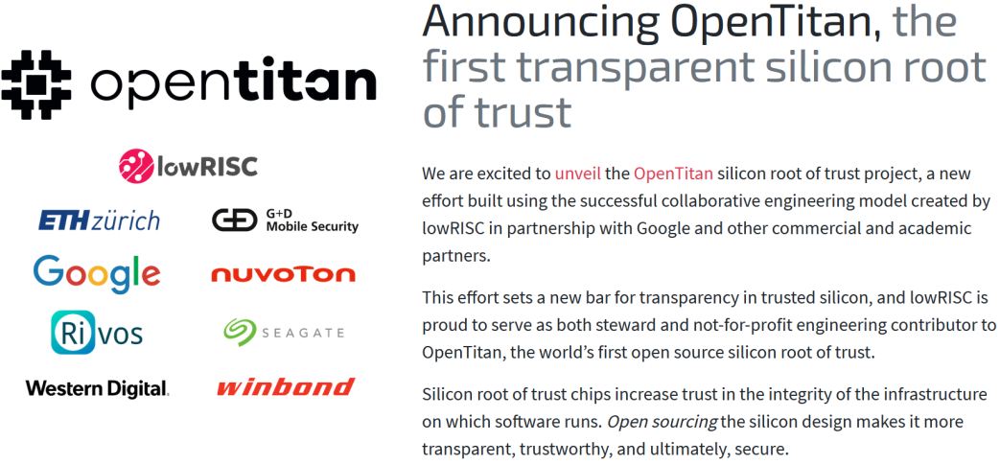 opentitan
lowRISC
ETH zürich
G+D
Mobile Security
Google
nuvoTon
Rivos
SEAGATE
Western Digital.
winbond
Announcing OpenTitan, the
first transparent silicon root
of trust
We are excited to unveil the OpenTitan silicon root of trust project, a new
effort built using the successful collaborative engineering model created by
lowRISC in partnership with Google and other commercial and academic
partners.
This effort sets a new bar for transparency in trusted silicon, and lowRISC is
proud to serve as both steward and not-for-profit engineering contributor to
OpenTitan, the world’s first open source silicon root of trust.
Silicon root of trust chips increase trust in the integrity of the infrastructure
on which software runs. Open sourcing the silicon design makes it more
transparent, trustworthy, and ultimately, secure.